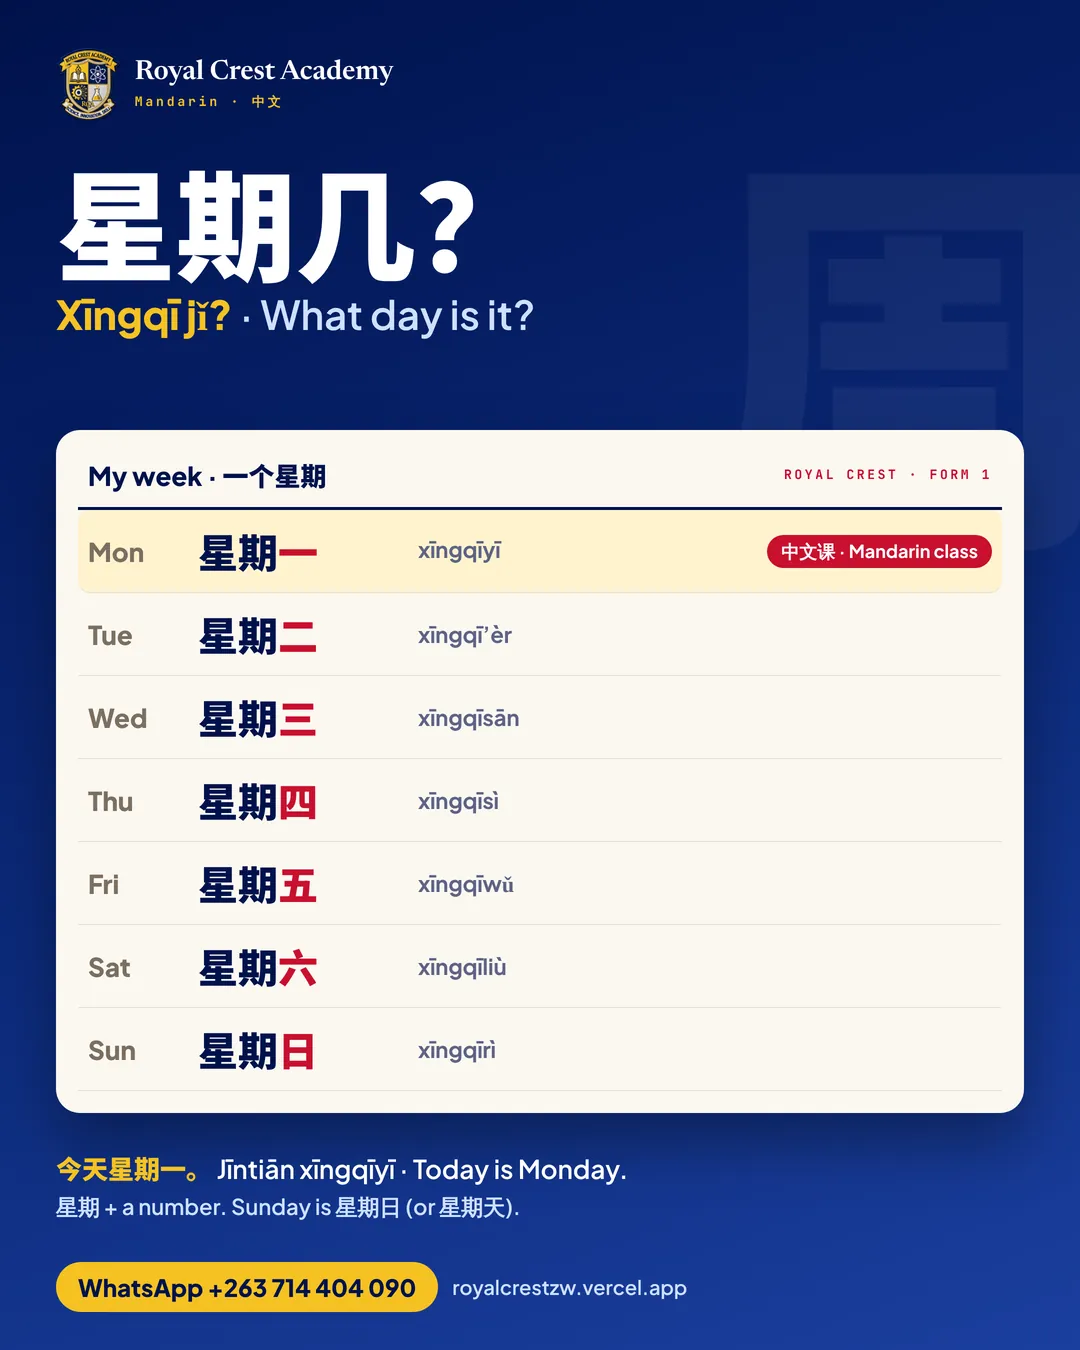 Royal Crest Academy
Mandarin · 中文
星期几?
Xīngqī jǐ? · What day is it?
周
My week · 一个星期
ROYAL CREST · FORM 1
Mon 星期一 xīngqīyī 中文课 · Mandarin class
Tue 星期二 xīngqī’èr
Wed 星期三 xīngqīsān
Thu 星期四 xīngqīsì
Fri 星期五 xīngqīwǔ
Sat 星期六 xīngqīliù
Sun 星期日 xīngqīrì
今天星期一。 Jīntiān xīngqīyī · Today is Monday.
星期 + a number. Sunday is 星期日 (or 星期天).
WhatsApp +263 714 404 090
royalcrestzw.vercel.app